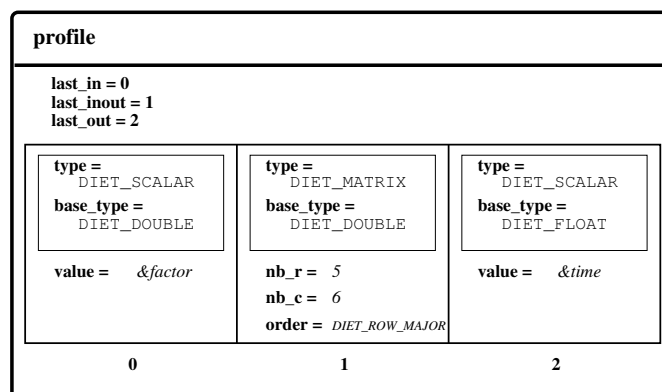 profile
last_in = 0
last_inout = 1
last_out = 2
type =
DIET_SCALAR
base_type =
DIET_DOUBLE
value = &factor
type =
DIET_MATRIX
base_type =
DIET_DOUBLE
nb_r = 5
nb_c = 6
order = DIET_ROW_MAJOR
type =
DIET_SCALAR
base_type =
DIET_FLOAT
value = &time
0
1
2